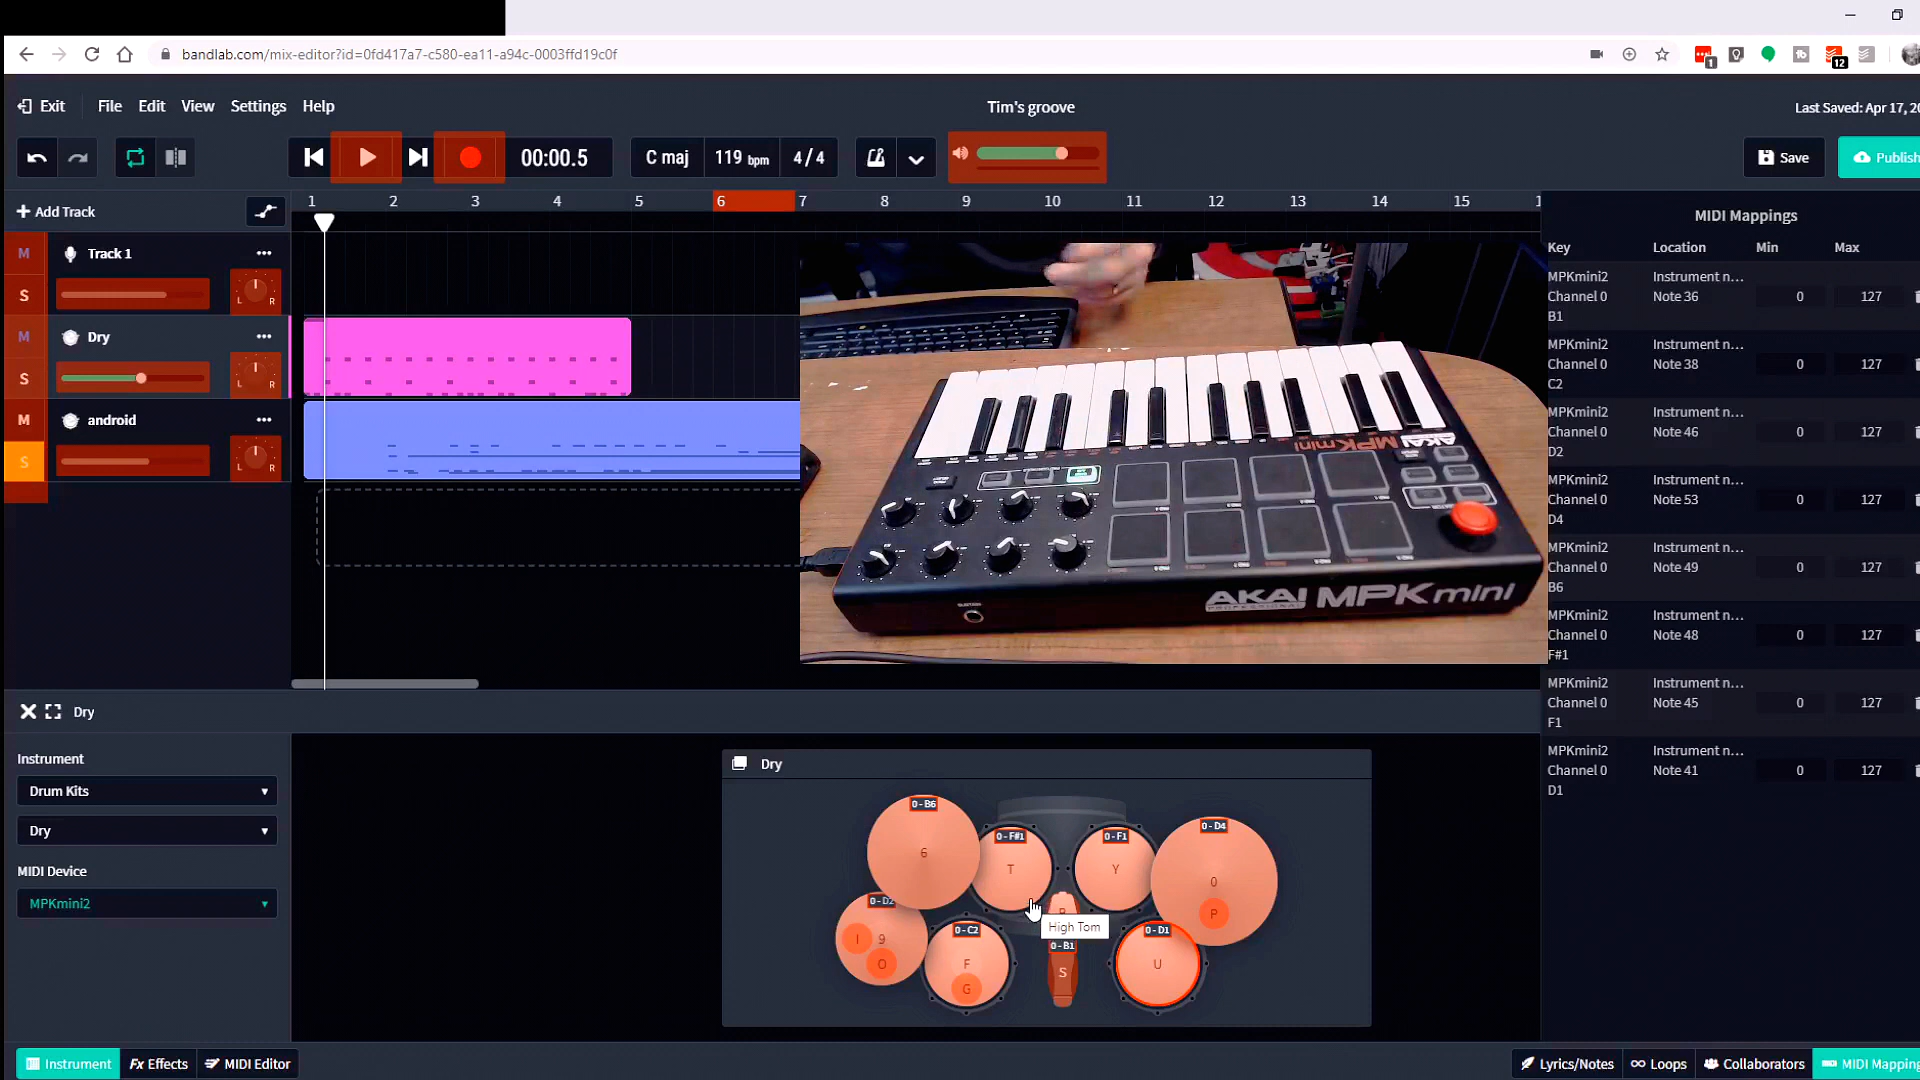 bandlab.com/mix-editor?id=0fd417a7-c580-ea11-a94c-0003ffd19c0f
1
12
Exit File Edit View Settings Help
Tim's groove
Last Saved: Apr 17, 20
00:00.5
C maj
119 bpm
4/4
Save
Publish
Add Track
1 2 3 4 5 6 7 8 9 10 11 12 13 14 15
M Track 1
S L R
M Dry
S L R
M android
S L R
AKAI
MPKmini
SUSTAIN
AKAI MPKmini
PROFESSIONAL
MIDI Mappings
Key Location Min Max
MPKmini2 Instrument n...
Channel 0 Note 36 0 127
B1
MPKmini2 Instrument n...
Channel 0 Note 38 0 127
C2
MPKmini2 Instrument n...
Channel 0 Note 46 0 127
D2
MPKmini2 Instrument n...
Channel 0 Note 53 0 127
D4
MPKmini2 Instrument n...
Channel 0 Note 49 0 127
B6
MPKmini2 Instrument n...
Channel 0 Note 48 0 127
F#1
MPKmini2 Instrument n...
Channel 0 Note 45 0 127
F1
MPKmini2 Instrument n...
Channel 0 Note 41 0 127
D1
Dry
Instrument
Drum Kits
Dry
MIDI Device
MPKmini2
Dry
0 - B6
6
0 - F#1
T
0 - F1
Y
0 - D4
0
P
0 - D2
I 9
O
0 - C2
F
G
High Tom
0 - B1
S
0 - D1
U
Instrument
Fx Effects
MIDI Editor
Lyrics/Notes
Loops
Collaborators
MIDI Mapping